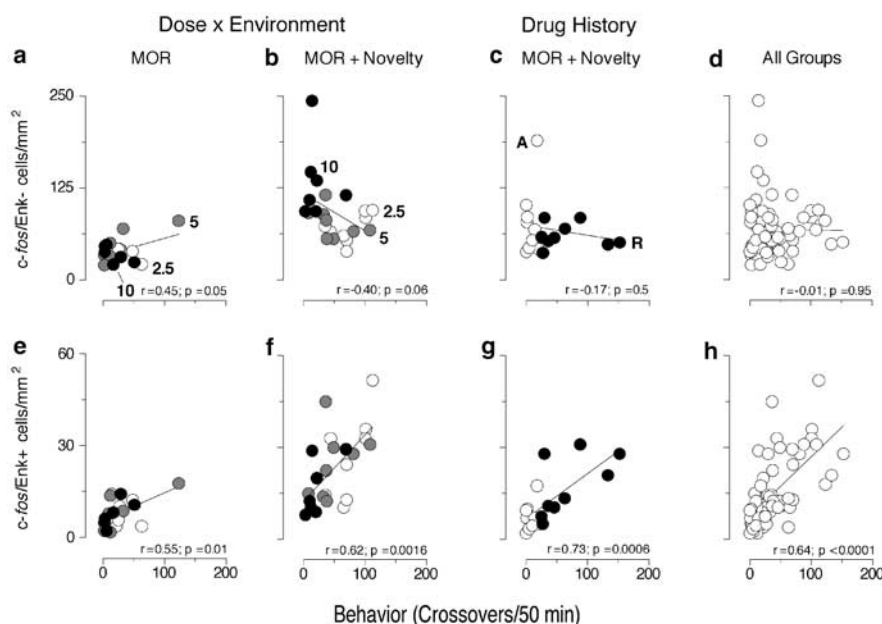 Dose x Environment Drug History
a MOR b MOR + Novelty c MOR + Novelty d All Groups
c-fos/Enk- cells/mm²
250
125
0
5
2.5
10
r=0.45; p = 0.05
10
2.5
5
r=-0.40; p = 0.06
A
R
r=-0.17; p =0.5
r=-0.01; p =0.95
0 100 200
e f g h
c-fos/Enk+ cells/mm²
60
30
0
r=0.55; p = 0.01
r=0.62; p = 0.0016
r=0.73; p =0.0006
r=0.64; p <0.0001
0 100 200 0 100 200 0 100 200 0 100 200
Behavior (Crossovers/50 min)